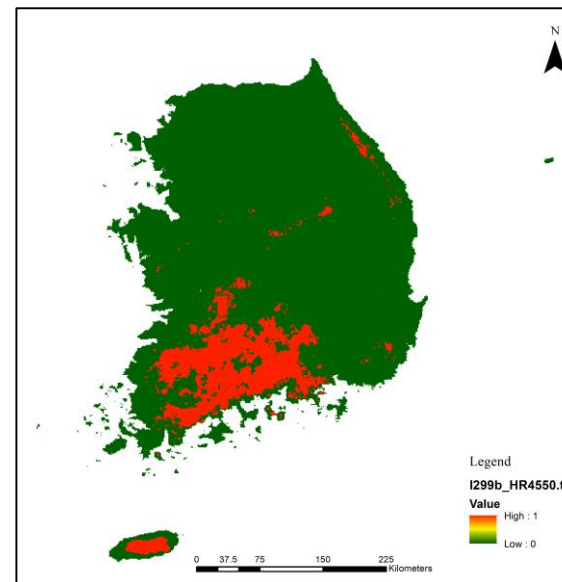 N
Legend
I299b_HR4550.t
Value
High : 1
Low : 0
0 37.5 75 150 225
Kilometers